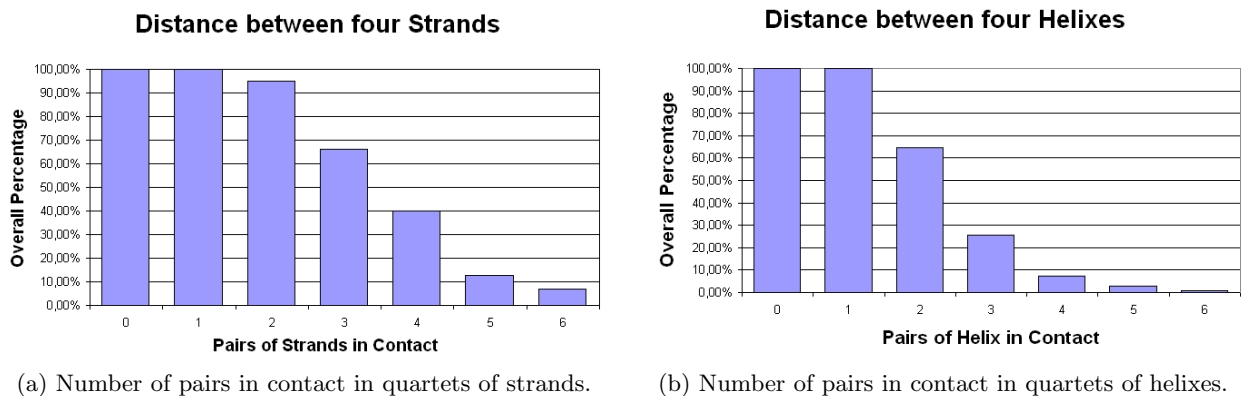 Distance between four Strands
Overall Percentage
100,00%
90,00%
80,00%
70,00%
60,00%
50,00%
40,00%
30,00%
20,00%
10,00%
0,00%
0 1 2 3 4 5 6
Pairs of Strands in Contact
(a) Number of pairs in contact in quartets of strands.
Distance between four Helixes
Overall Percentage
100,00%
90,00%
80,00%
70,00%
60,00%
50,00%
40,00%
30,00%
20,00%
10,00%
0,00%
0 1 2 3 4 5 6
Pairs of Helix in Contact
(b) Number of pairs in contact in quartets of helixes.